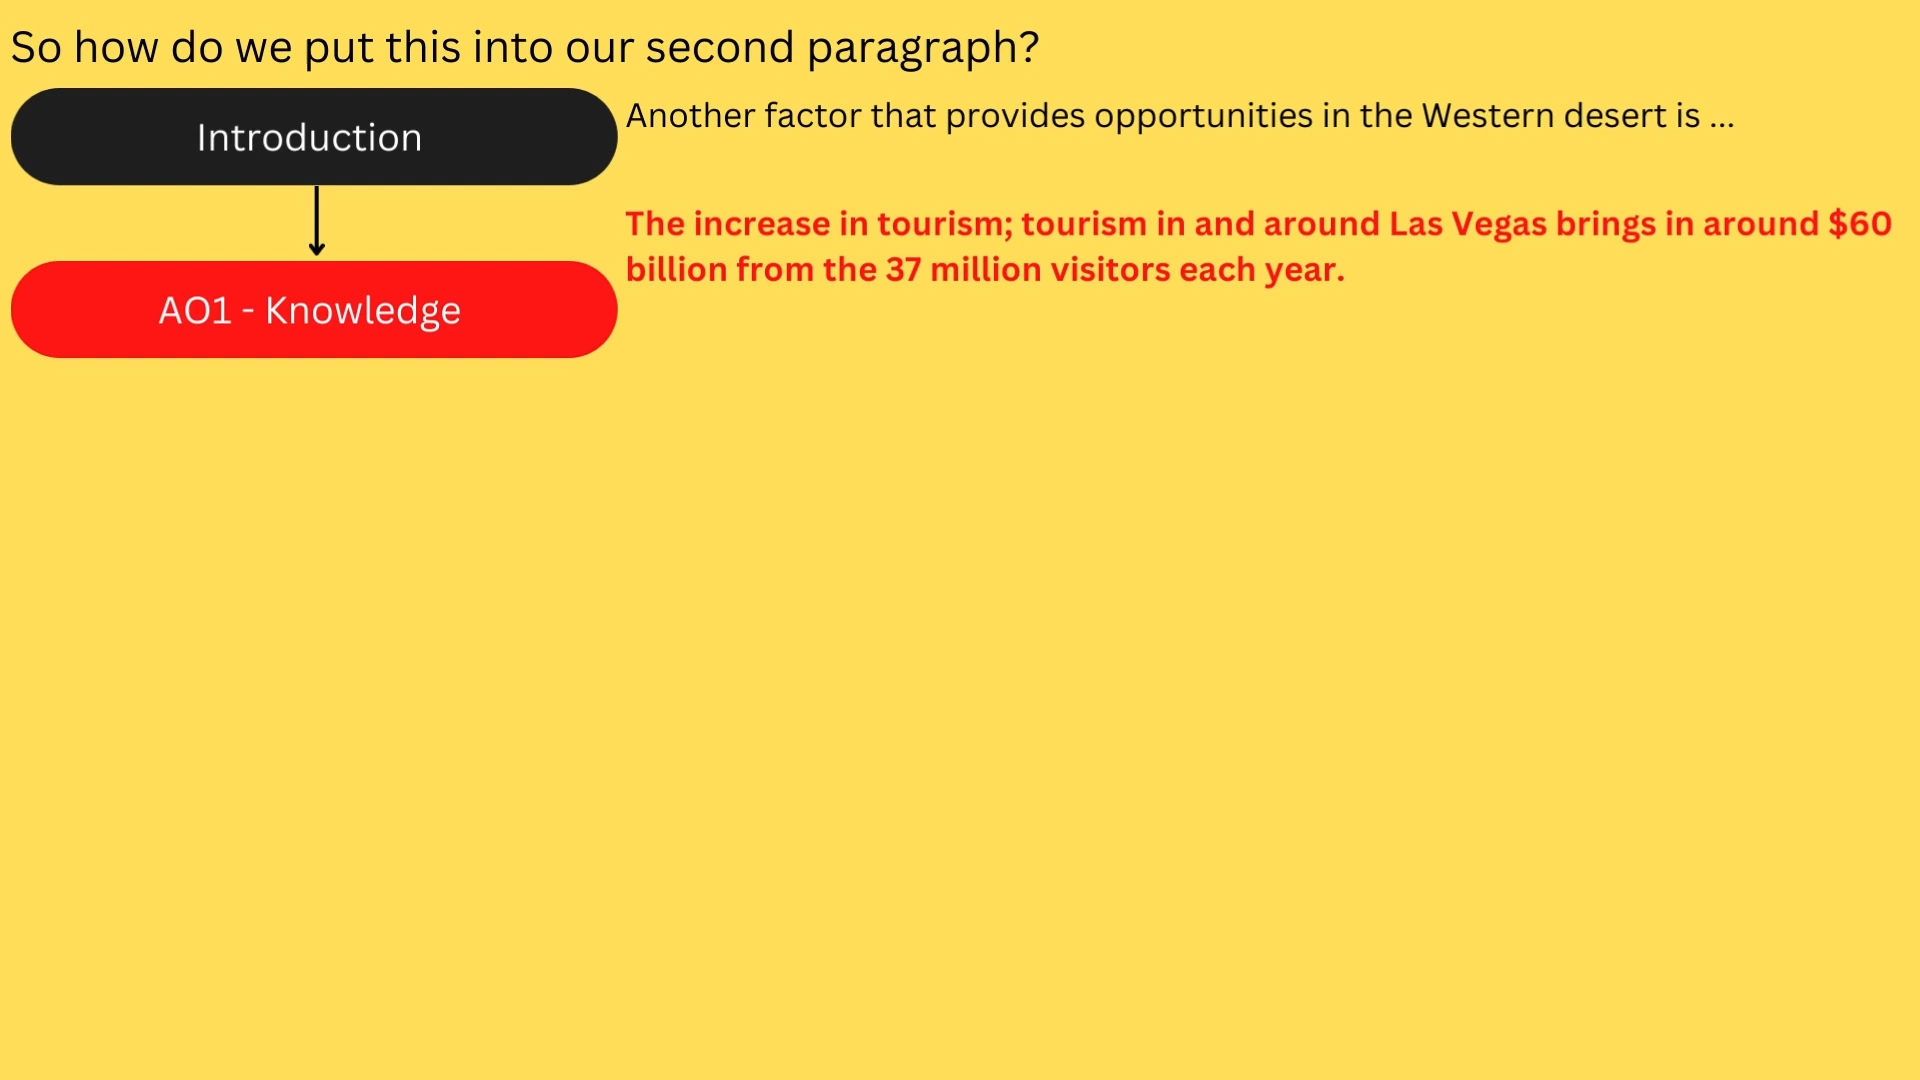 So how do we put this into our second paragraph?
Introduction
Another factor that provides opportunities in the Western desert is ...
The increase in tourism; tourism in and around Las Vegas brings in around $60
billion from the 37 million visitors each year.
AO1 - Knowledge